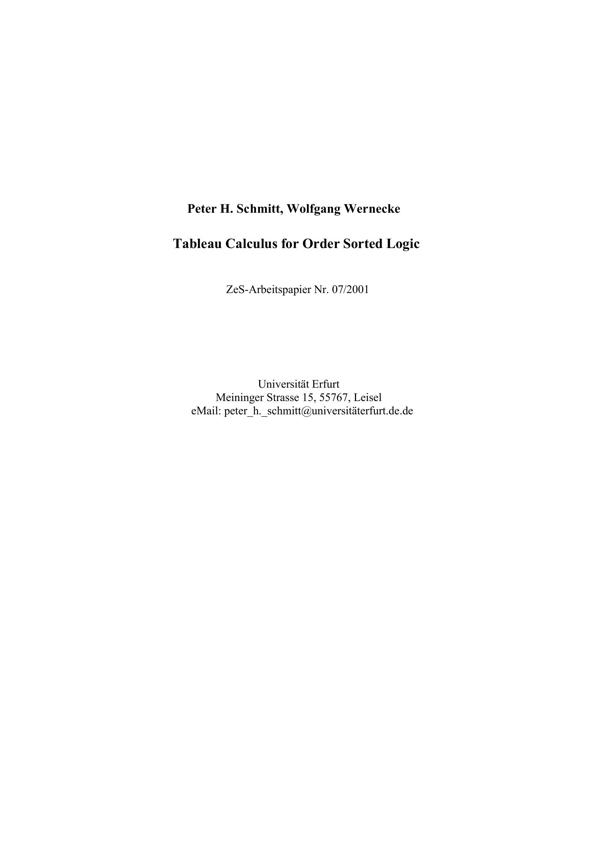 Peter H. Schmitt, Wolfgang Wernecke
Tableau Calculus for Order Sorted Logic
ZeS-Arbeitspapier Nr. 07/2001
Universität Erfurt
Meininger Strasse 15, 55767, Leisel
eMail: peter_h._schmitt@universitäterfurt.de.de